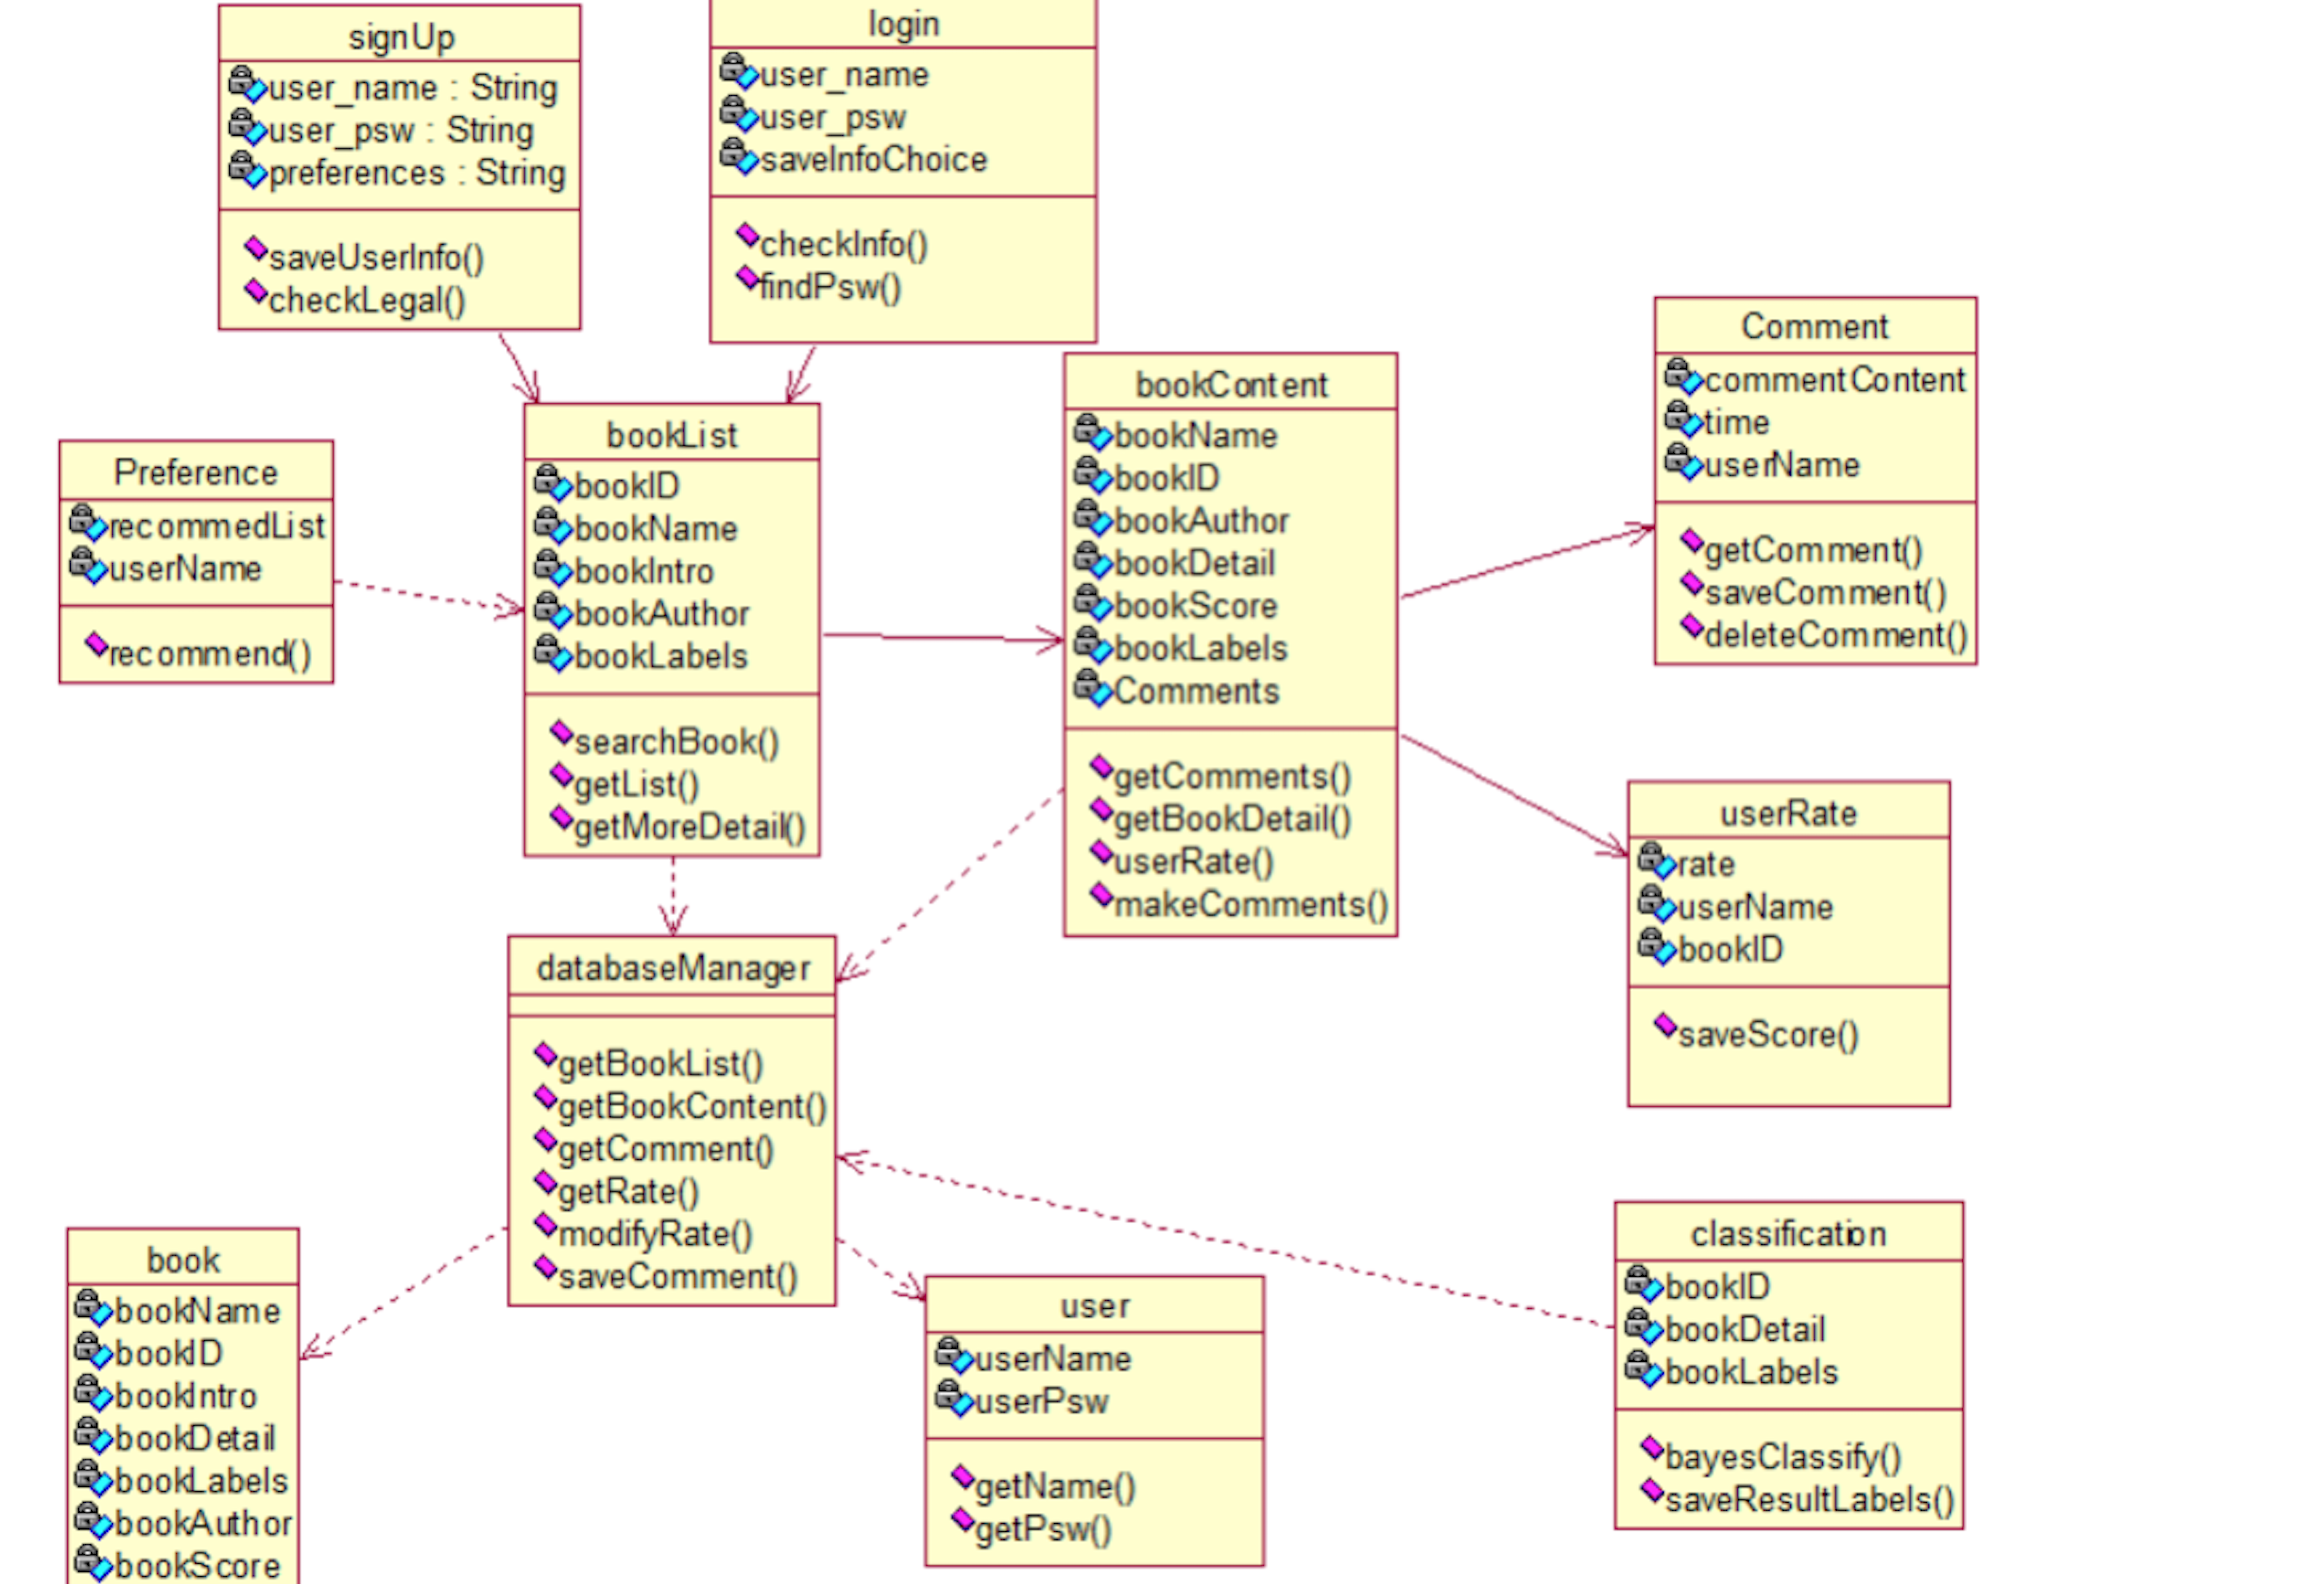 signUp
user_name : String
user_psw : String
preferences : String
saveUserInfo()
checkLegal()
login
user_name
user_psw
saveInfoChoice
checkInfo()
findPsw()
Preference
recommedList
userName
recommend()
bookList
bookID
bookName
bookIntro
bookAuthor
bookLabels
searchBook()
getList()
getMoreDetail()
bookContent
bookName
bookID
bookAuthor
bookDetail
bookScore
bookLabels
Comments
getComments()
getBookDetail()
userRate()
makeComments()
Comment
commentContent
time
userName
getComment()
saveComment()
deleteComment()
userRate
rate
userName
bookID
saveScore()
databaseManager
getBookList()
getBookContent()
getComment()
getRate()
modifyRate()
saveComment()
book
bookName
bookID
bookIntro
bookDetail
bookLabels
bookAuthor
bookScore
user
userName
userPsw
getName()
getPsw()
classification
bookID
bookDetail
bookLabels
bayesClassify()
saveResultLabels()